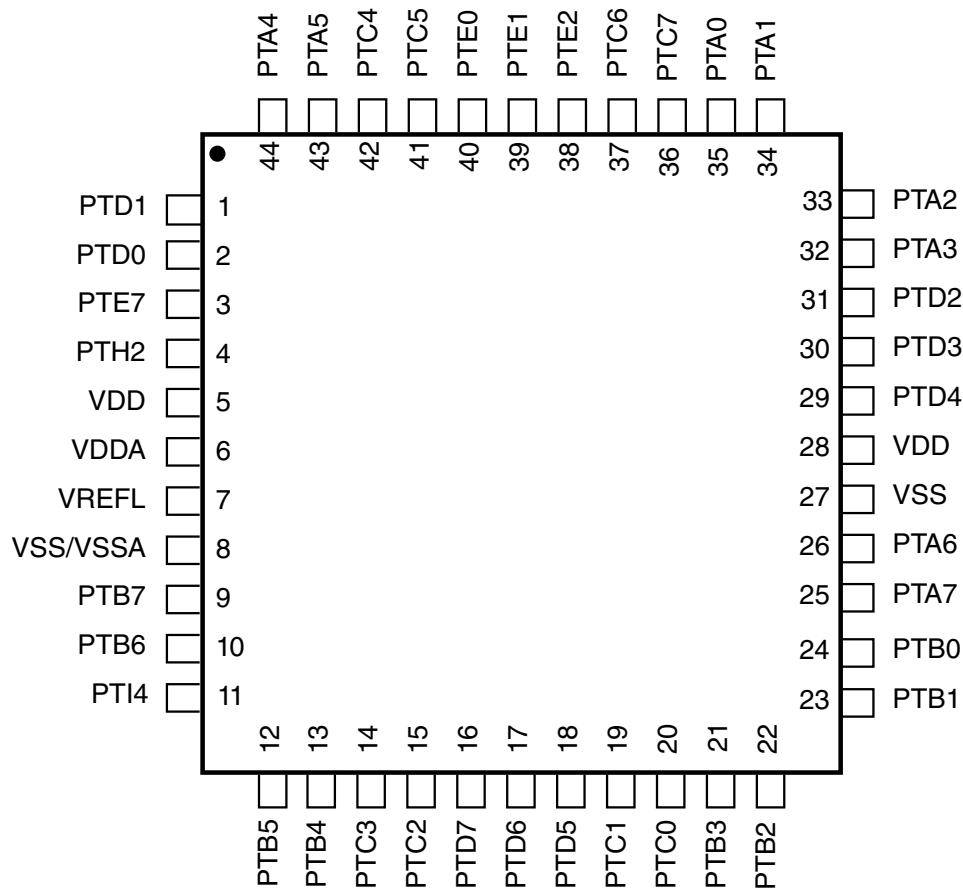 PTA4 PTA5 PTC4 PTC5 PTE0 PTE1 PTE2 PTC6 PTC7 PTA0 PTA1
44 43 42 41 40 39 38 37 36 35 34
PTD1 1 33 PTA2
PTD0 2 32 PTA3
PTE7 3 31 PTD2
PTH2 4 30 PTD3
VDD 5 29 PTD4
VDDA 6 28 VDD
VREFL 7 27 VSS
VSS/VSSA 8 26 PTA6
PTB7 9 25 PTA7
PTB6 10 24 PTB0
PTI4 11 23 PTB1
12 13 14 15 16 17 18 19 20 21 22
PTB5 PTB4 PTC3 PTC2 PTD7 PTD6 PTD5 PTC1 PTC0 PTB3 PTB2